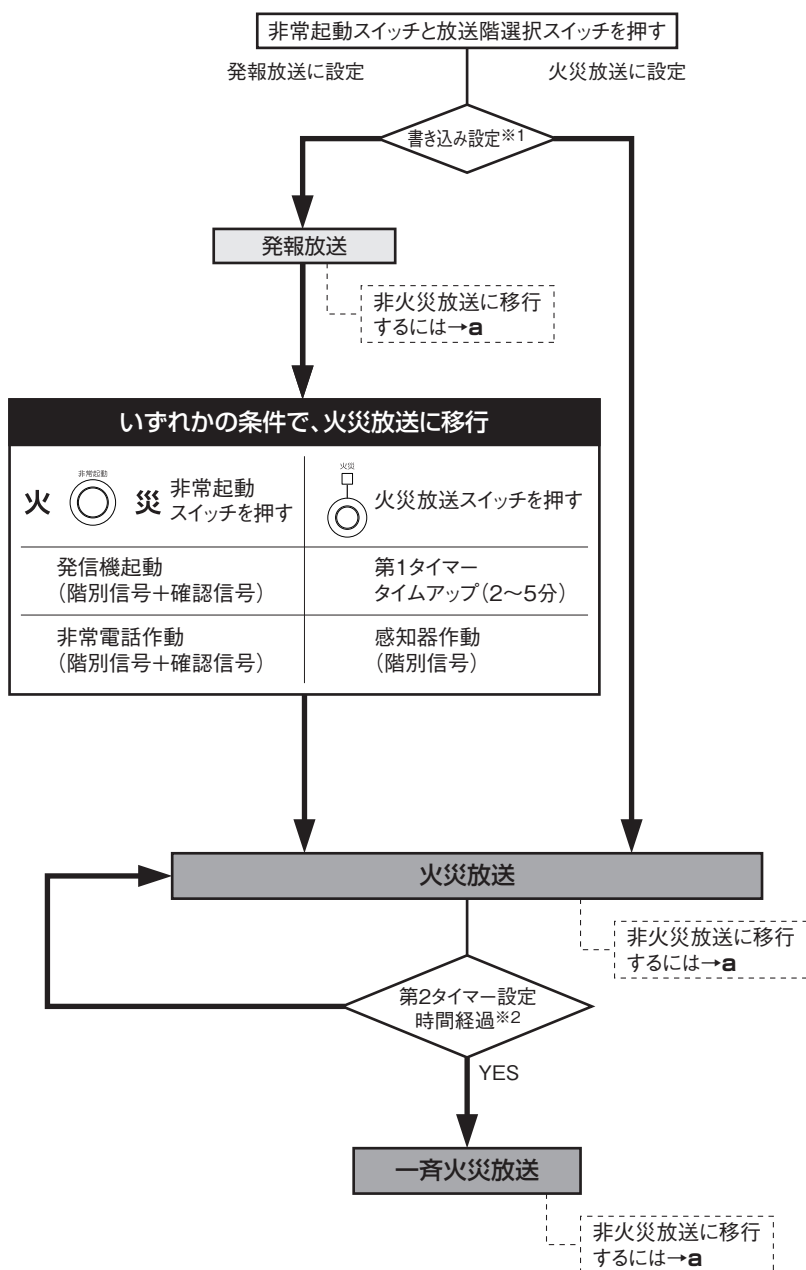 非常起動スイッチと放送階選択スイッチを押す
発報放送に設定
火災放送に設定
書き込み設定※1
発報放送
非火災放送に移行
するには→a
いずれかの条件で、火災放送に移行
非常起動
火 災
非常起動
スイッチを押す
火災
火災放送スイッチを押す
発信機起動
（階別信号＋確認信号）
第1タイマー
タイムアップ（2～5分）
非常電話作動
（階別信号＋確認信号）
感知器作動
（階別信号）
火災放送
非火災放送に移行
するには→a
第2タイマー設定
時間経過※2
YES
一斉火災放送
非火災放送に移行
するには→a